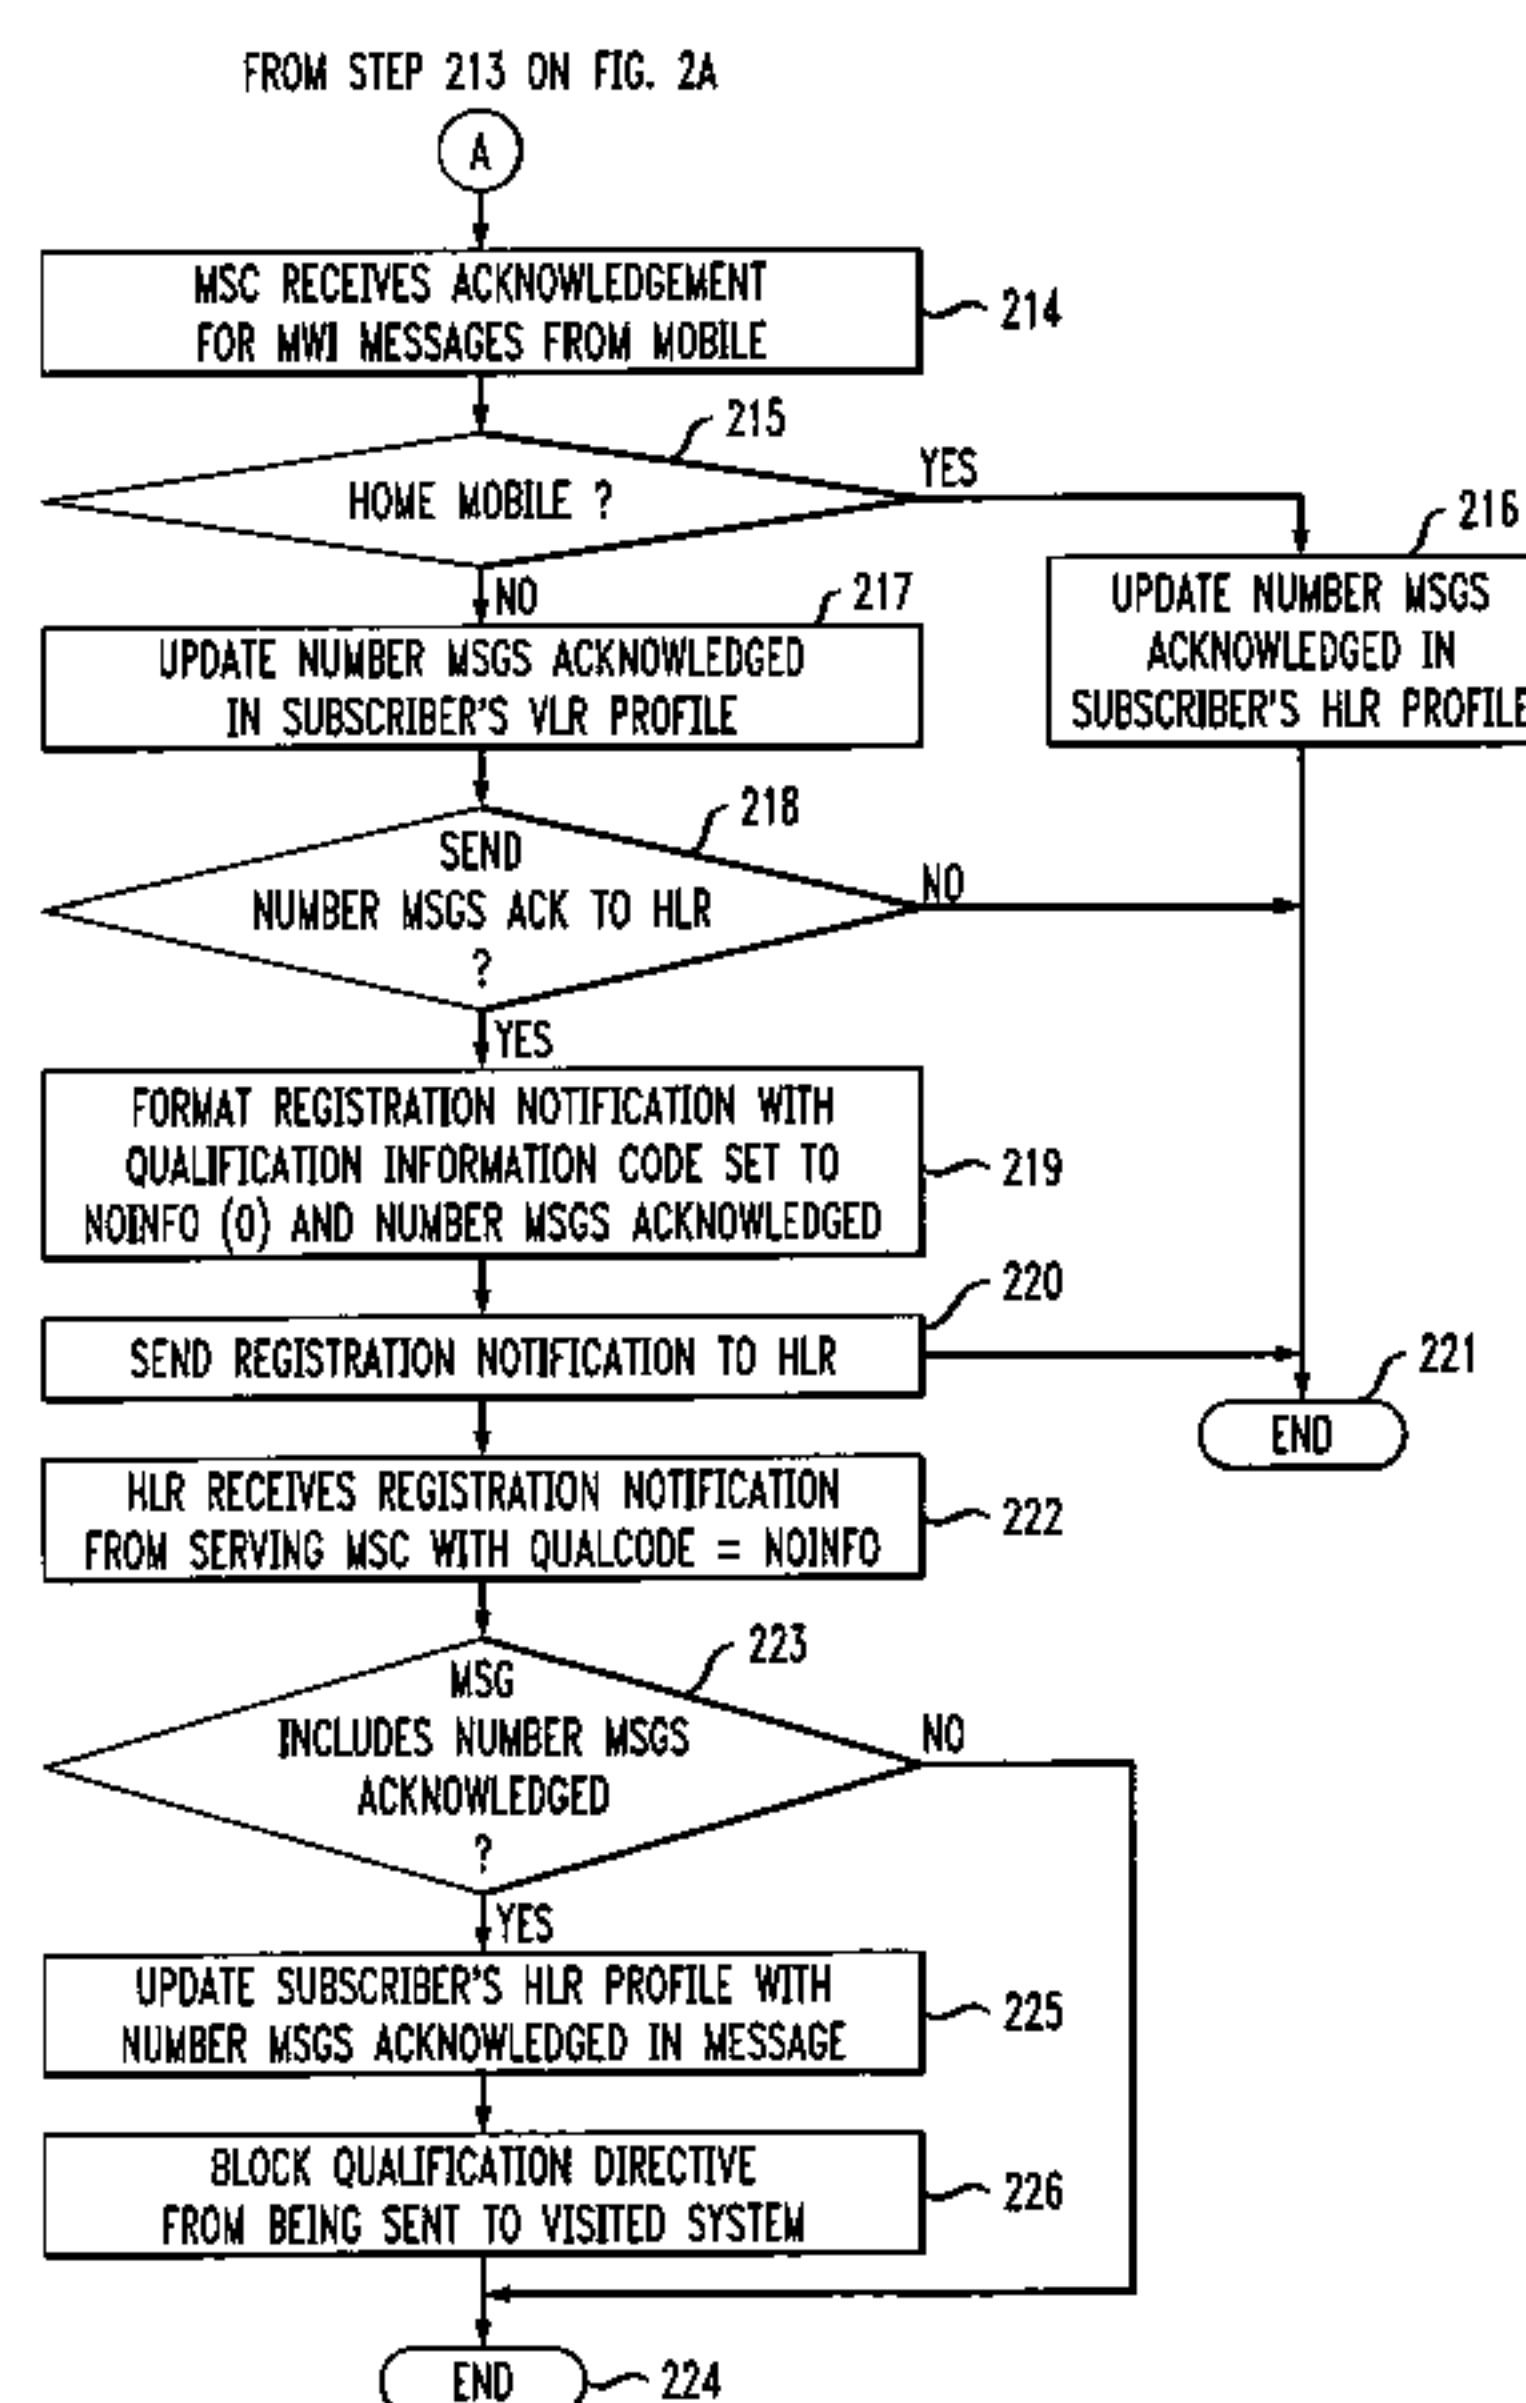 FROM STEP 213 ON FIG. 2A
A
MSC RECEIVES ACKNOWLEDGEMENT
FOR MWI MESSAGES FROM MOBILE
214
215
HOME MOBILE ?
YES
216
NO
UPDATE NUMBER MSGS
ACKNOWLEDGED IN
SUBSCRIBER'S HLR PROFILE
217
UPDATE NUMBER MSGS ACKNOWLEDGED
IN SUBSCRIBER'S VLR PROFILE
218
SEND
NUMBER MSGS ACK TO HLR
?
NO
YES
FORMAT REGISTRATION NOTIFICATION WITH
QUALIFICATION INFORMATION CODE SET TO
NOINFO (0) AND NUMBER MSGS ACKNOWLEDGED
219
220
SEND REGISTRATION NOTIFICATION TO HLR
221
END
HLR RECEIVES REGISTRATION NOTIFICATION
FROM SERVING MSC WITH QUALCODE = NOINFO
222
223
MSG
INCLUDES NUMBER MSGS
ACKNOWLEDGED
?
NO
YES
UPDATE SUBSCRIBER'S HLR PROFILE WITH
NUMBER MSGS ACKNOWLEDGED IN MESSAGE
225
BLOCK QUALIFICATION DIRECTIVE
FROM BEING SENT TO VISITED SYSTEM
226
END
224